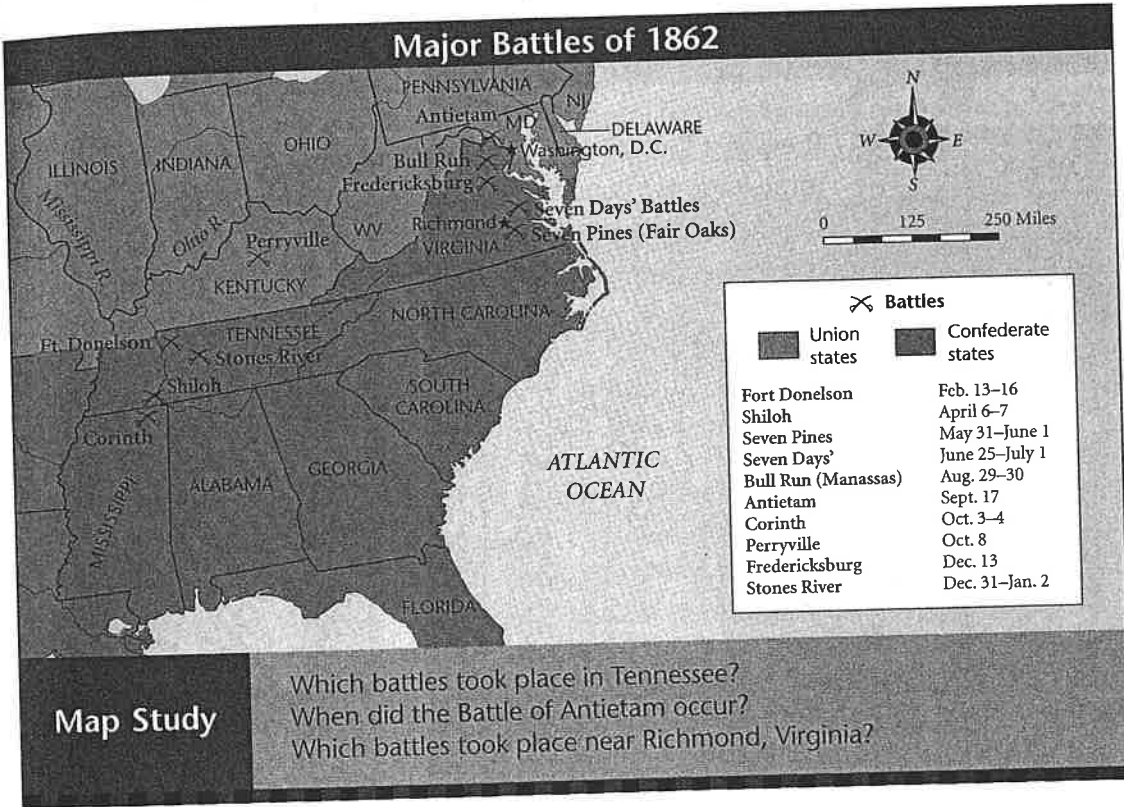 Major Battles of 1862
PENNSYLVANIA
NJ
Antietam
MD
DELAWARE
OHIO
Washington, D.C.
ILLINOIS
INDIANA
Bull Run
Fredericksburg
Seven Days' Battles
Richmond
Seven Pines (Fair Oaks)
WV
VIRGINIA
Mississippi R.
Ohio R.
Perryville
KENTUCKY
NORTH CAROLINA
TENNESSEE
Ft. Donelson
Stones River
Shiloh
SOUTH
CAROLINA
Corinth
GEORGIA
ALABAMA
MISSISSIPPI
FLORIDA
ATLANTIC
OCEAN
N
W E
S
0 125 250 Miles
Battles
Union
states
Confederate
states
Fort Donelson Feb. 13–16
Shiloh April 6–7
Seven Pines May 31–June 1
Seven Days' June 25–July 1
Bull Run (Manassas) Aug. 29–30
Antietam Sept. 17
Corinth Oct. 3–4
Perryville Oct. 8
Fredericksburg Dec. 13
Stones River Dec. 31–Jan. 2
Map Study
Which battles took place in Tennessee?
When did the Battle of Antietam occur?
Which battles took place near Richmond, Virginia?